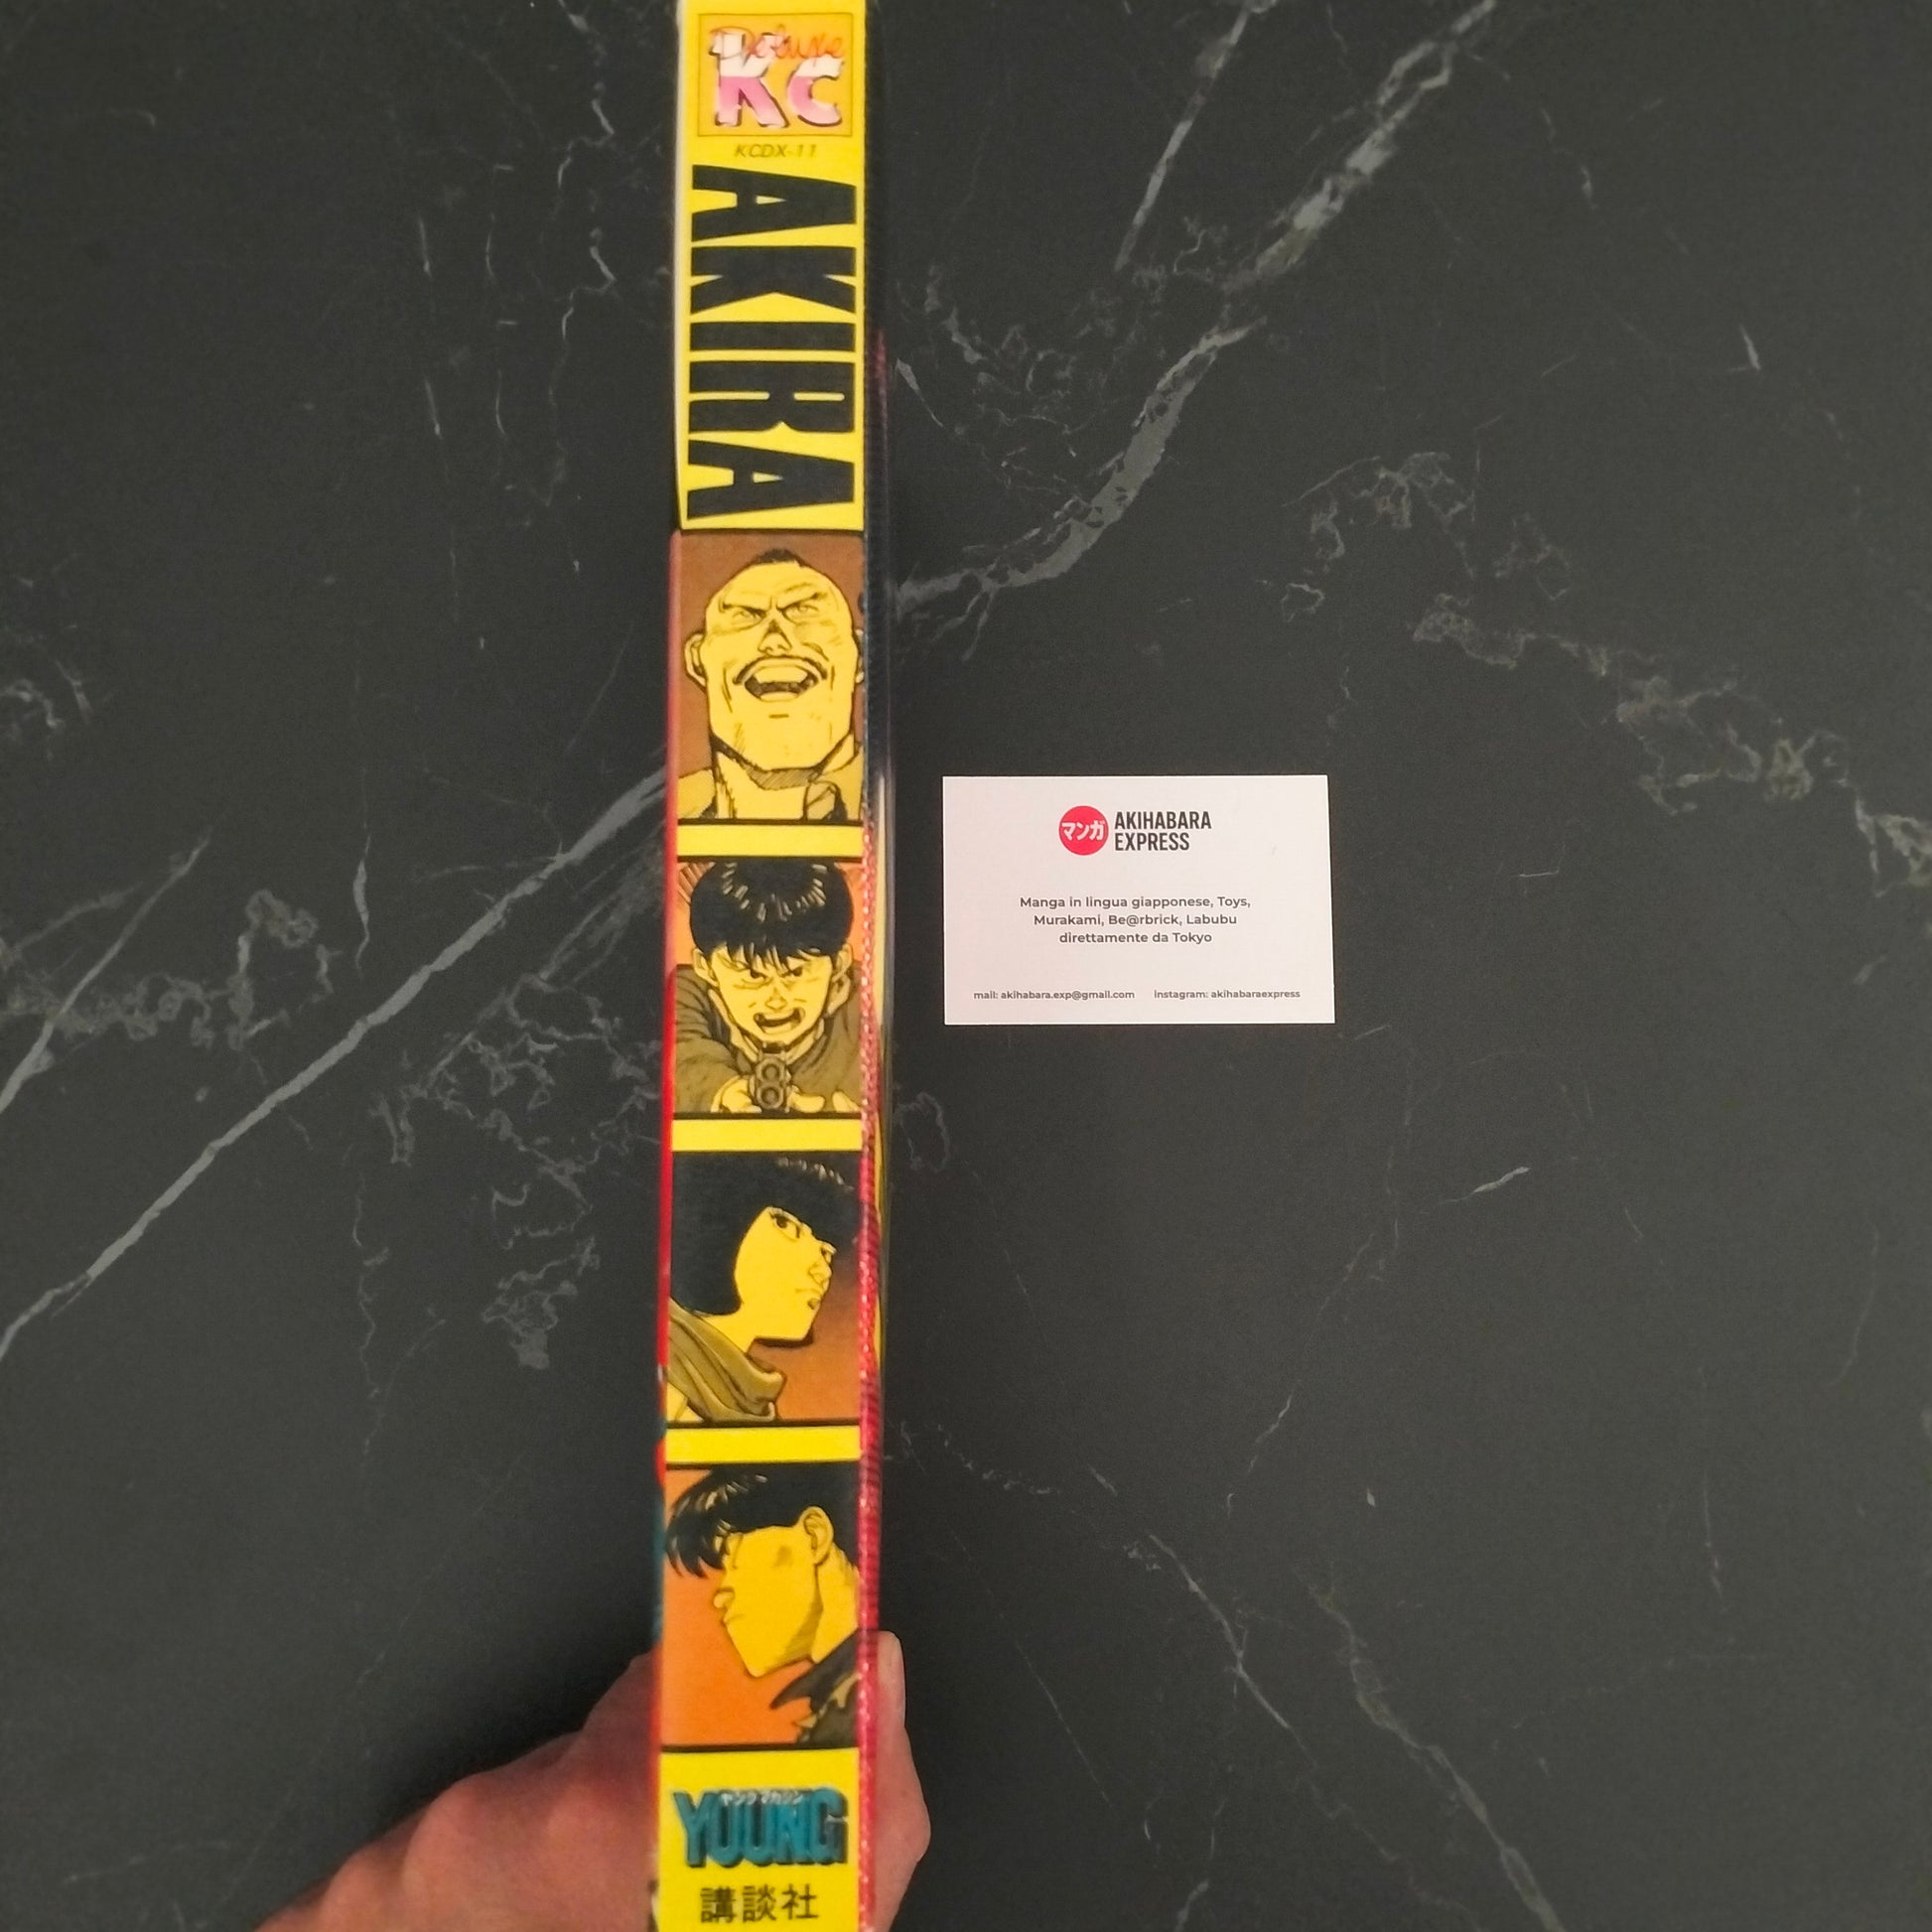 Deluxe
KC
KCDX-11
AKIRA
ヤングマガジン
YOUNG
講談社
マンガ
AKIHABARA
EXPRESS
Manga in lingua giapponese, Toys,
Murakami, Be@rbrick, Labubu
direttamente da Tokyo
mail: akihabara.exp@gmail.com instagram: akihabaraexpress